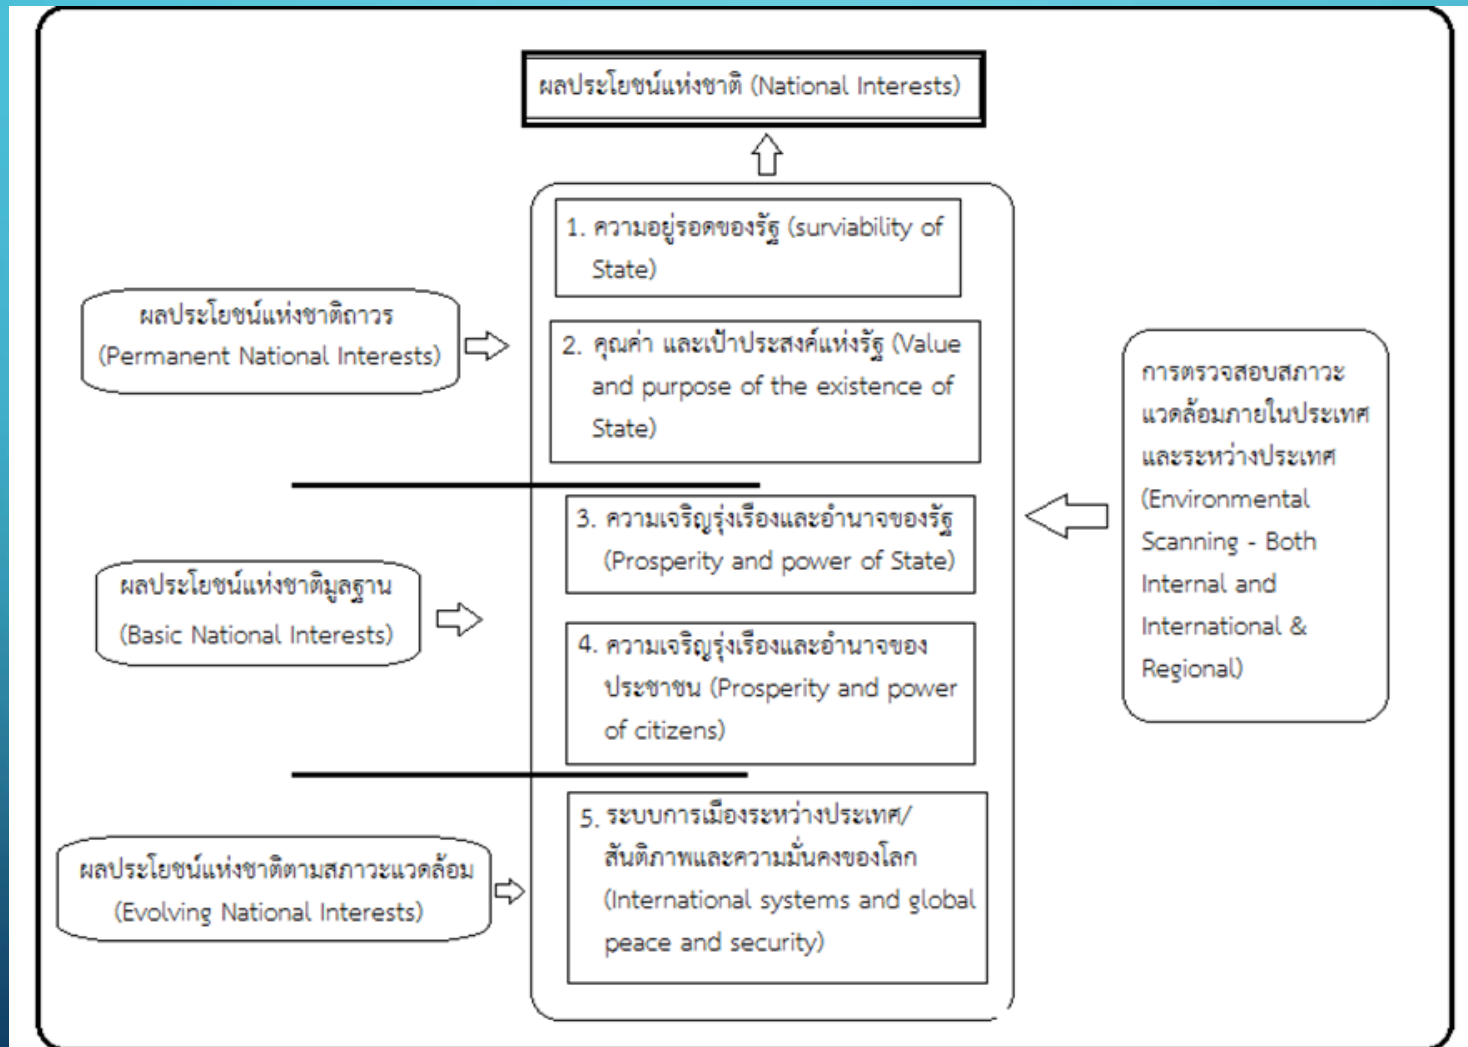 ผลประโยชน์แห่งชาติ (National Interests)
1. ความอยู่รอดของรัฐ (surviability of
State)
ผลประโยชน์แห่งชาติถาวร
(Permanent National Interests)
2. คุณค่า และเป้าประสงค์แห่งรัฐ (Value
and purpose of the existence of
State)
3. ความเจริญรุ่งเรืองและอำนาจของรัฐ
(Prosperity and power of State)
ผลประโยชน์แห่งชาติมูลฐาน
(Basic National Interests)
4. ความเจริญรุ่งเรืองและอำนาจของ
ประชาชน (Prosperity and power
of citizens)
5. ระบบการเมืองระหว่างประเทศ/
สันติภาพและความมั่นคงของโลก
(International systems and global
peace and security)
ผลประโยชน์แห่งชาติตามสภาวะแวดล้อม
(Evolving National Interests)
การตรวจสอบสภาวะ
แวดล้อมภายในประเทศ
และระหว่างประเทศ
(Environmental
Scanning - Both
Internal and
International &
Regional)